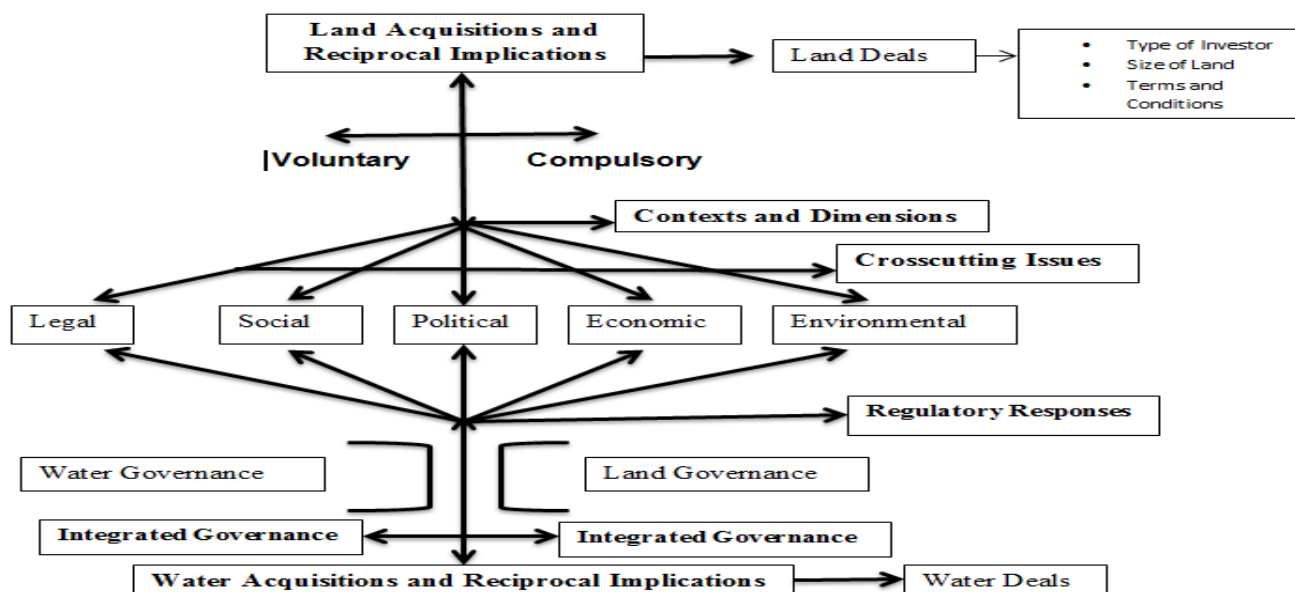 Land Acquisitions and
Reciprocal Implications
Land Deals
• Type of Investor
• Size of Land
• Terms and
Conditions
|Voluntary
Compulsory
Contexts and Dimensions
Crosscutting Issues
Legal
Social
Political
Economic
Environmental
Regulatory Responses
Water Governance
Land Governance
Integrated Governance
Integrated Governance
Water Acquisitions and Reciprocal Implications
Water Deals